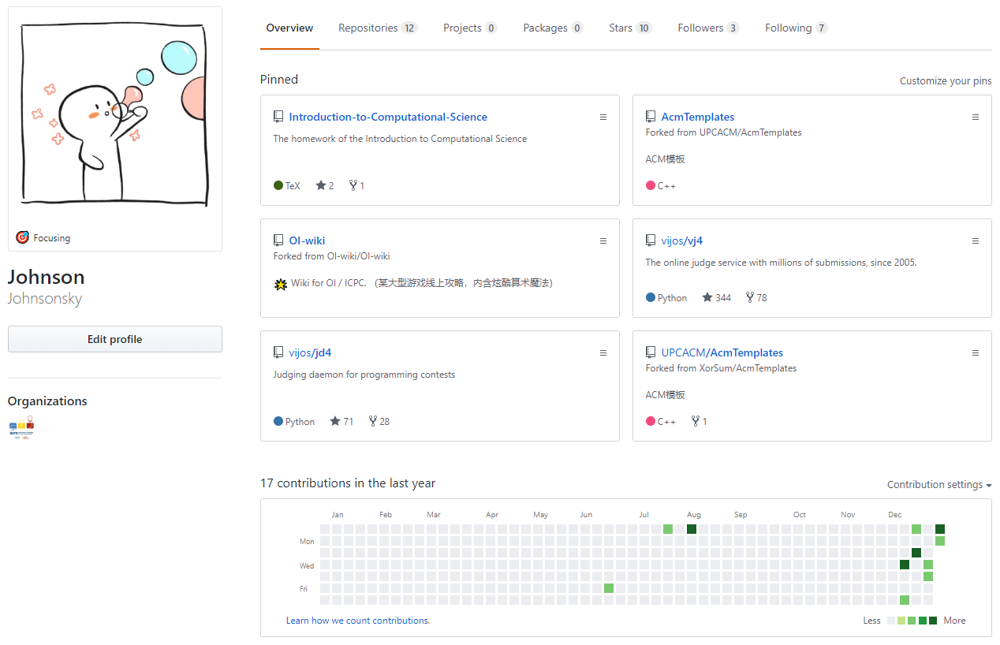 Overview Repositories 12 Projects 0 Packages 0 Stars 10 Followers 3 Following 7
Focusing
Johnson
Johnsonsky
Edit profile
Organizations
Pinned
Customize your pins
Introduction-to-Computational-Science
The homework of the Introduction to Computational Science
TeX 2 1
AcmTemplates
Forked from UPCACM/AcmTemplates
ACM模板
C++
OI-wiki
Forked from OI-wiki/OI-wiki
Wiki for OI / ICPC. （某大型游戏线上攻略，内含炫酷算术魔法）
vijos/vj4
The online judge service with millions of submissions, since 2005.
Python 344 78
vijos/jd4
Judging daemon for programming contests
Python 71 28
UPCACM/AcmTemplates
Forked from XorSum/AcmTemplates
ACM模板
C++ 1
17 contributions in the last year
Contribution settings
Jan Feb Mar Apr May Jun Jul Aug Sep Oct Nov Dec
Mon
Wed
Fri
Learn how we count contributions.
Less More